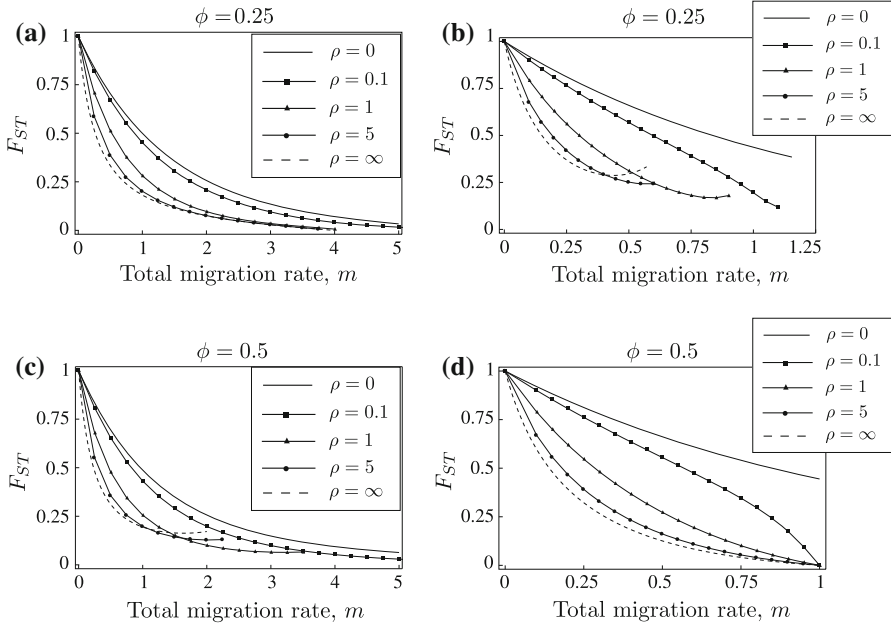 (a)
ϕ = 0.25
ρ = 0
ρ = 0.1
ρ = 1
ρ = 5
ρ = ∞
F_ST
1
0.75
0.5
0.25
0
0 1 2 3 4 5
Total migration rate, m
(b)
ϕ = 0.25
ρ = 0
ρ = 0.1
ρ = 1
ρ = 5
ρ = ∞
F_ST
1
0.75
0.5
0.25
0
0 0.25 0.5 0.75 1 1.25
Total migration rate, m
(c)
ϕ = 0.5
ρ = 0
ρ = 0.1
ρ = 1
ρ = 5
ρ = ∞
F_ST
1
0.75
0.5
0.25
0
0 1 2 3 4 5
Total migration rate, m
(d)
ϕ = 0.5
ρ = 0
ρ = 0.1
ρ = 1
ρ = 5
ρ = ∞
F_ST
1
0.75
0.5
0.25
0
0 0.25 0.5 0.75 1
Total migration rate, m